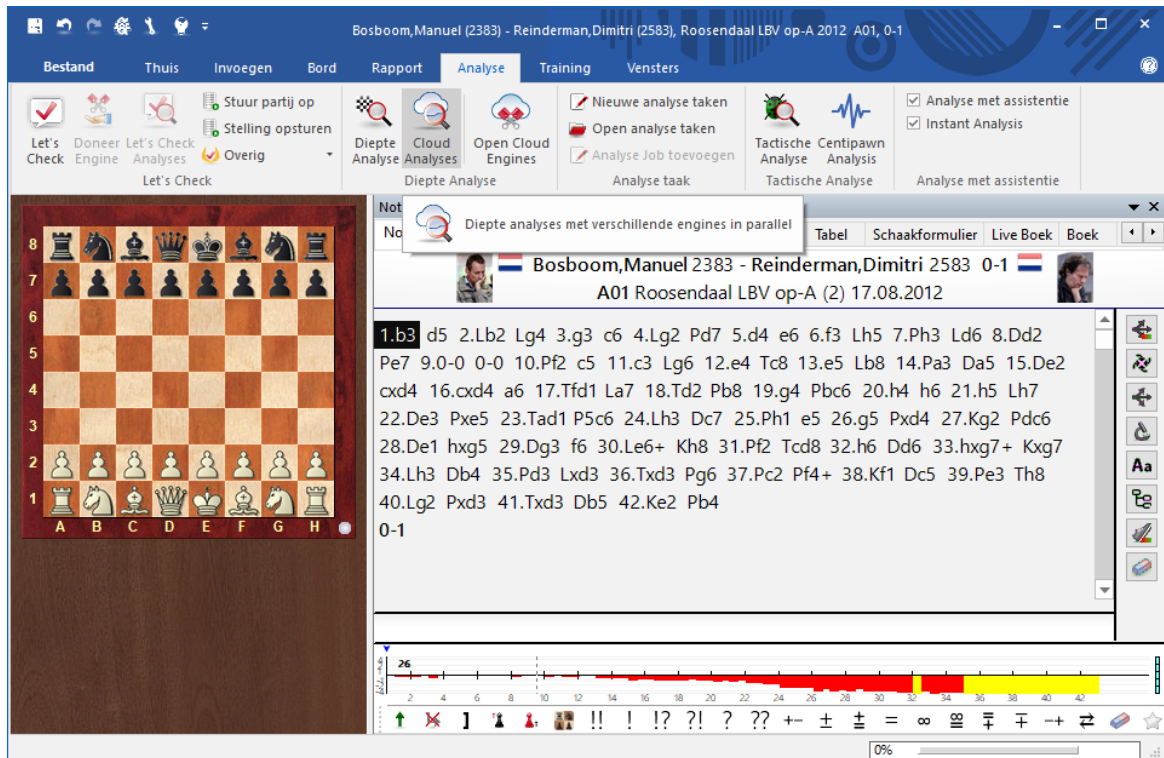 Bosboom,Manuel (2383) - Reinderman,Dimitri (2583), Roosendaal LBV op-A 2012 A01, 0-1
Bestand Thuis Invoegen Bord Rapport Analyse Training Vensters
Let's Check
Doneer Engine
Let's Check Analyses
Stuur partij op
Stelling opsturen
Overig
Let's Check
Diepte Analyse
Cloud Analyses
Open Cloud Engines
Diepte Analyse
Nieuwe analyse taken
Open analyse taken
Analyse Job toevoegen
Analyse taak
Tactische Analyse
Centipawn Analysis
Tactische Analyse
Analyse met assistentie
Instant Analysis
Analyse met assistentie
Diepte analyses met verschillende engines in parallel
Tabel Schaakformulier Live Boek Boek
Bosboom,Manuel 2383 - Reinderman,Dimitri 2583 0-1
A01 Roosendaal LBV op-A (2) 17.08.2012
1.b3 d5 2.Lb2 Lg4 3.g3 c6 4.Lg2 Pd7 5.d4 e6 6.f3 Lh5 7.Ph3 Ld6 8.Dd2
Pe7 9.0-0 0-0 10.Pf2 c5 11.c3 Lg6 12.e4 Tc8 13.e5 Lb8 14.Pa3 Da5 15.De2
cxd4 16.cxd4 a6 17.Tfd1 La7 18.Td2 Pb8 19.g4 Pbc6 20.h4 h6 21.h5 Lh7
22.De3 Pxe5 23.Tad1 P5c6 24.Lh3 Dc7 25.Ph1 e5 26.g5 Pxd4 27.Kg2 Pdc6
28.De1 hxg5 29.Dg3 f6 30.Le6+ Kh8 31.Pf2 Tcd8 32.h6 Dd6 33.hxg7+ Kxg7
34.Lh3 Db4 35.Pd3 Lxd3 36.Txd3 Pg6 37.Pc2 Pf4+ 38.Kf1 Dc5 39.Pe3 Th8
40.Lg2 Pxd3 41.Txd3 Db5 42.Ke2 Pb4
0-1
8
7
6
5
4
3
2
1
A B C D E F G H
Aa
26
2 4 6 8 10 12 14 16 18 20 22 24 26 28 30 32 34 36 38 40 42
] !! ! !? ?! ? ?? +- ± ⩲ = ∞ ⩱ ∓ -+
0%